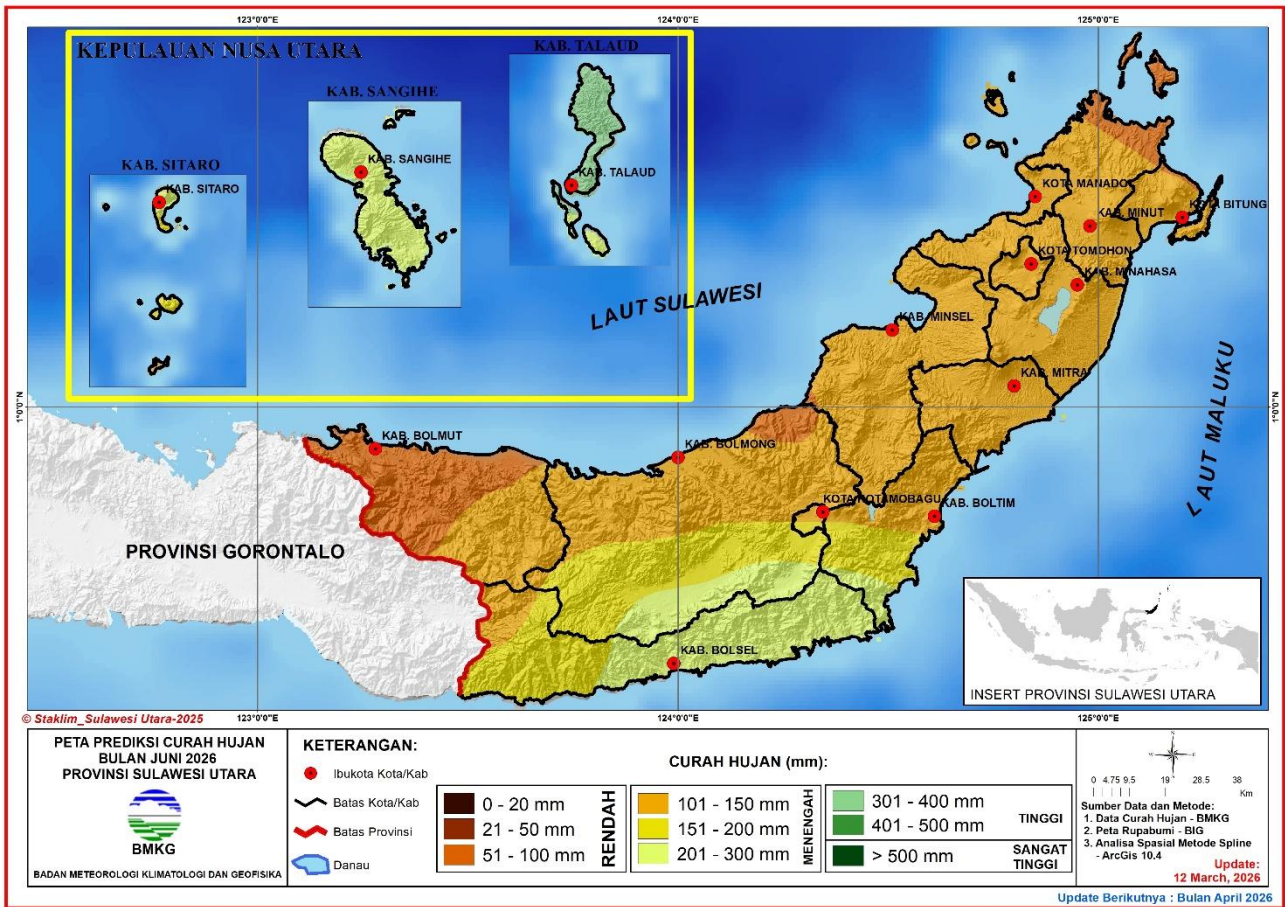 123°0'0"E
124°0'0"E
125°0'0"E
KEPULAUAN NUSA UTARA
KAB. TALAUD
KAB. SANGIHE
KAB. SITARO
KAB. SANGIHE
KAB. TALAUD
KAB. SITARO
KOTA MANADO
KOTA BITUNG
KAB. MINUT
KOTA TOMOHON
KAB. MINAHASA
LAUT SULAWESI
KAB. MINSEL
LAUT MALUKU
KAB. MITRA
1°0'0"N
1°0'0"N
KAB. BOLMUT
KAB. BOLMONG
KOTA KOTAMOBAGU
KAB. BOLTIM
PROVINSI GORONTALO
KAB. BOLSEL
INSERT PROVINSI SULAWESI UTARA
© Staklim_Sulawesi Utara-2025
123°0'0"E
124°0'0"E
125°0'0"E
PETA PREDIKSI CURAH HUJAN
BULAN JUNI 2026
PROVINSI SULAWESI UTARA
BMKG
BADAN METEOROLOGI KLIMATOLOGI DAN GEOFISIKA
KETERANGAN:
Ibukota Kota/Kab
Batas Kota/Kab
Batas Provinsi
Danau
CURAH HUJAN (mm):
0 - 20 mm
21 - 50 mm
51 - 100 mm
RENDAH
101 - 150 mm
151 - 200 mm
201 - 300 mm
MENENGAH
301 - 400 mm
401 - 500 mm
TINGGI
> 500 mm
SANGAT
TINGGI
0 4.75 9.5 19 28.5 38
Km
Sumber Data dan Metode:
1. Data Curah Hujan - BMKG
2. Peta Rupabumi - BIG
3. Analisa Spasial Metode Spline
- ArcGis 10.4
Update:
12 March, 2026
Update Berikutnya : Bulan April 2026